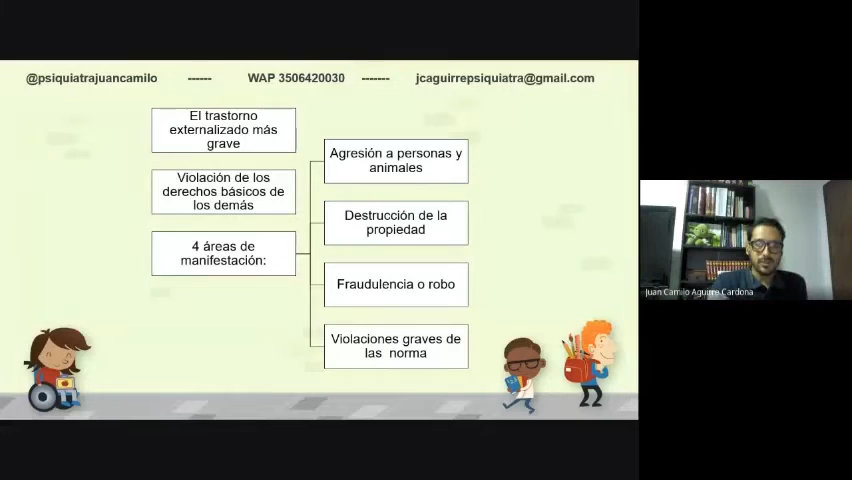 @psiquiatrajuancamilo ------ WAP 3506420030 ------- jcaguirrepsiquiatra@gmail.com
El trastorno
externalizado más
grave
Violación de los
derechos básicos de
los demás
4 áreas de
manifestación:
Agresión a personas y
animales
Destrucción de la
propiedad
Fraudulencia o robo
Violaciones graves de
las norma
Juan Camilo Aguirre Cardona